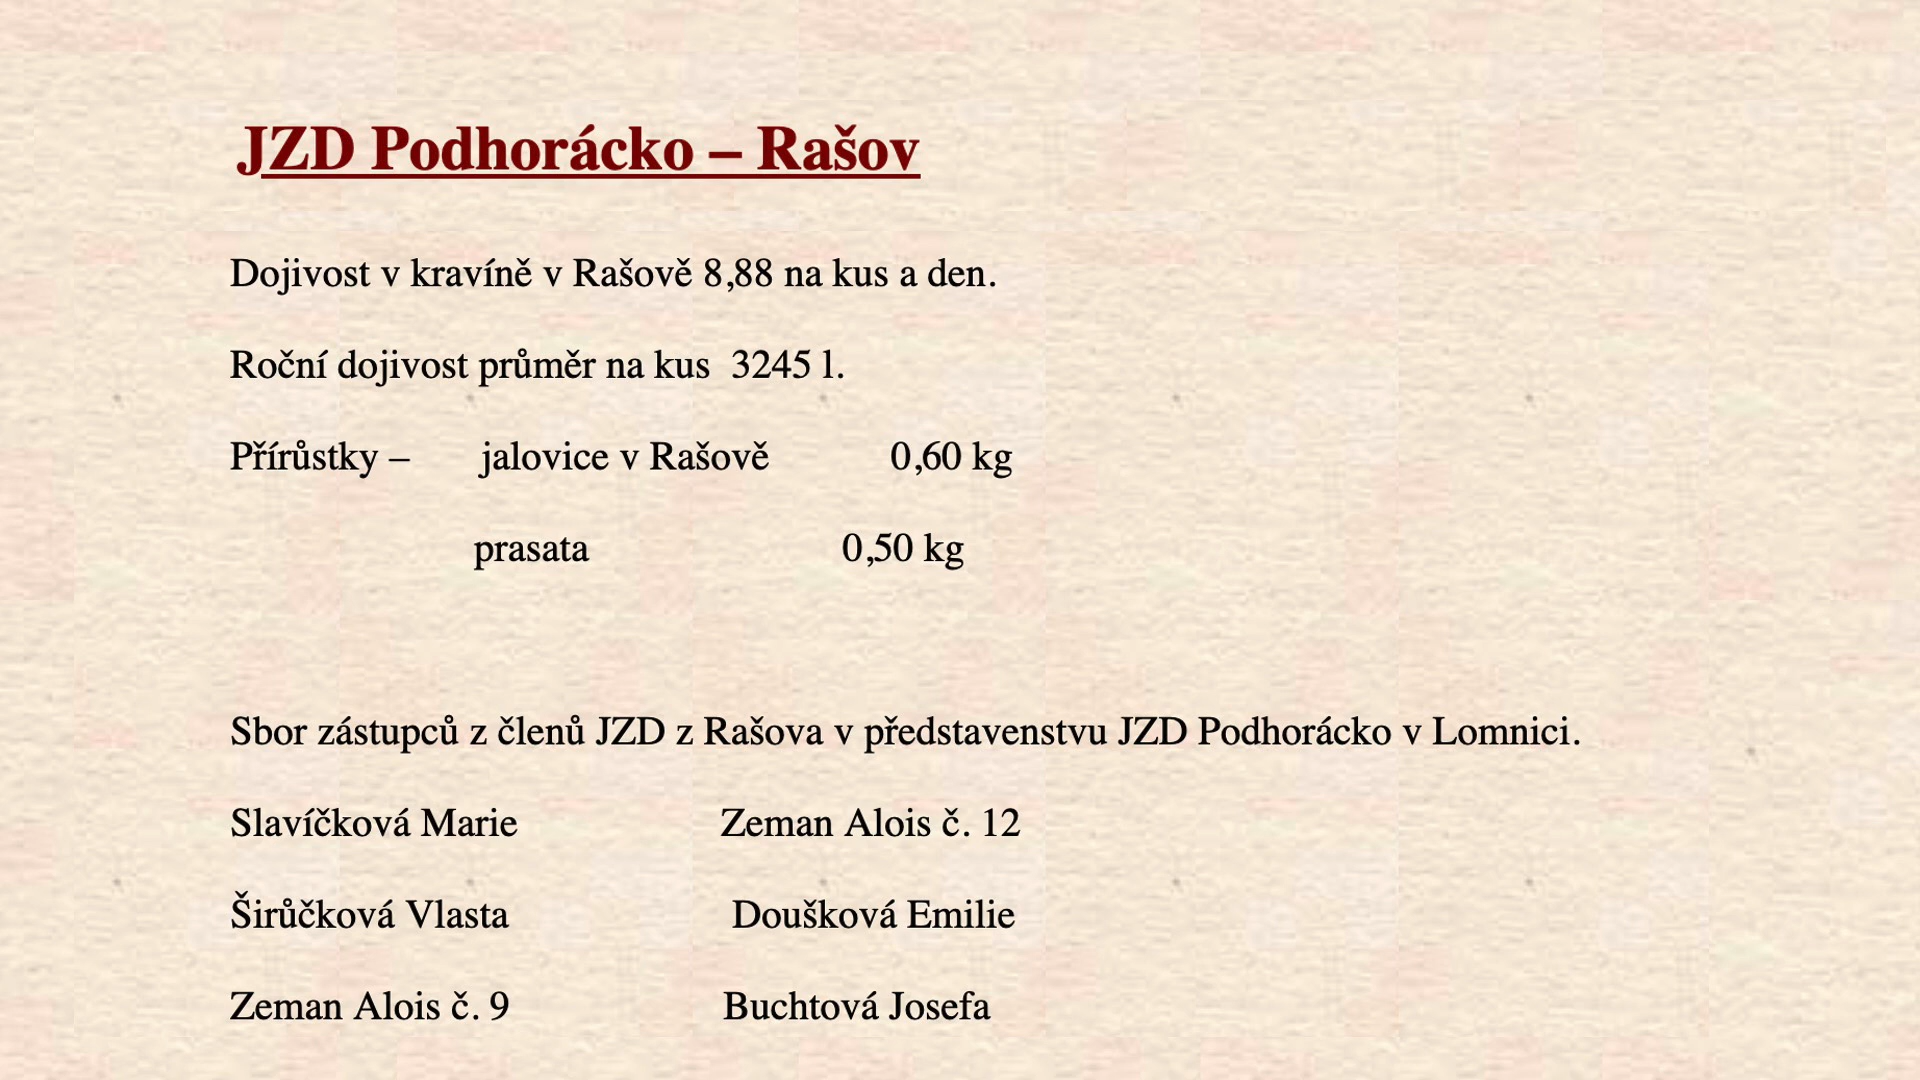 JZD Podhorácko – Rašov
Dojivost v kravíně v Rašově 8,88 na kus a den.
Roční dojivost průměr na kus 3245 l.
Přírůstky – jalovice v Rašově 0,60 kg
prasata 0,50 kg
Sbor zástupců z členů JZD z Rašova v představenstvu JZD Podhorácko v Lomnici.
Slavíčková Marie Zeman Alois č. 12
Širůčková Vlasta Doušková Emilie
Zeman Alois č. 9 Buchtová Josefa